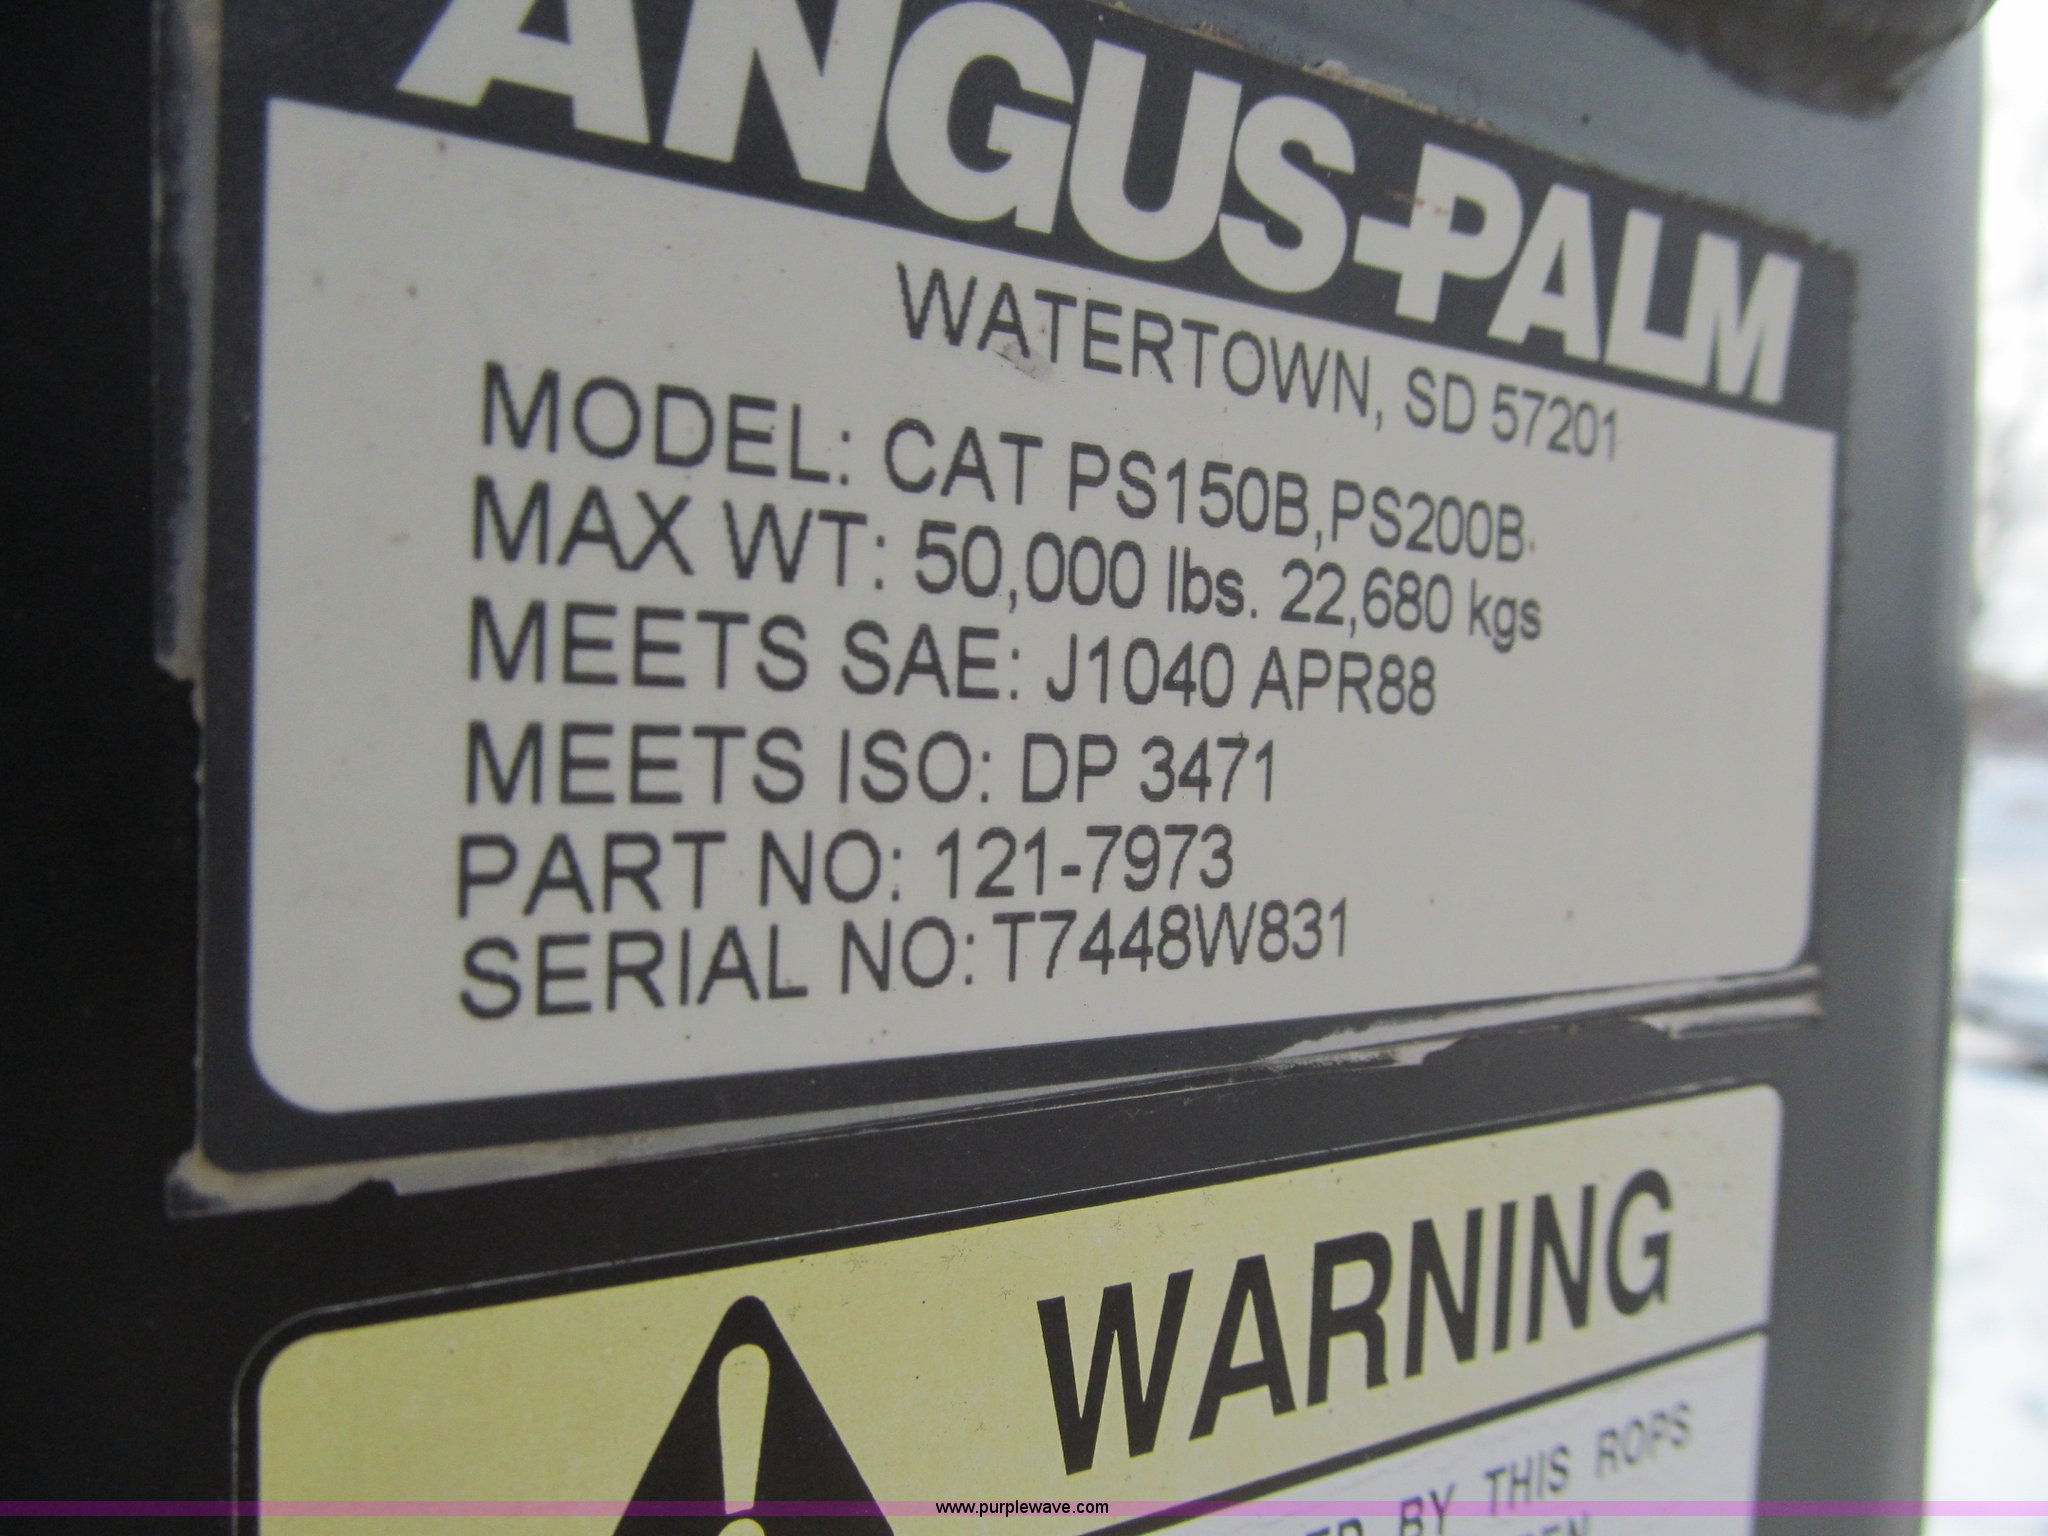 ANGUS-PALM
WATERTOWN, SD 57201
MODEL: CAT PS150B,PS200B
MAX WT: 50,000 lbs. 22,680 kgs
MEETS SAE: J1040 APR88
MEETS ISO: DP 3471
PART NO: 121-7973
SERIAL NO: T7448W831
WARNING
BY THIS ROPS
www.purplewave.com